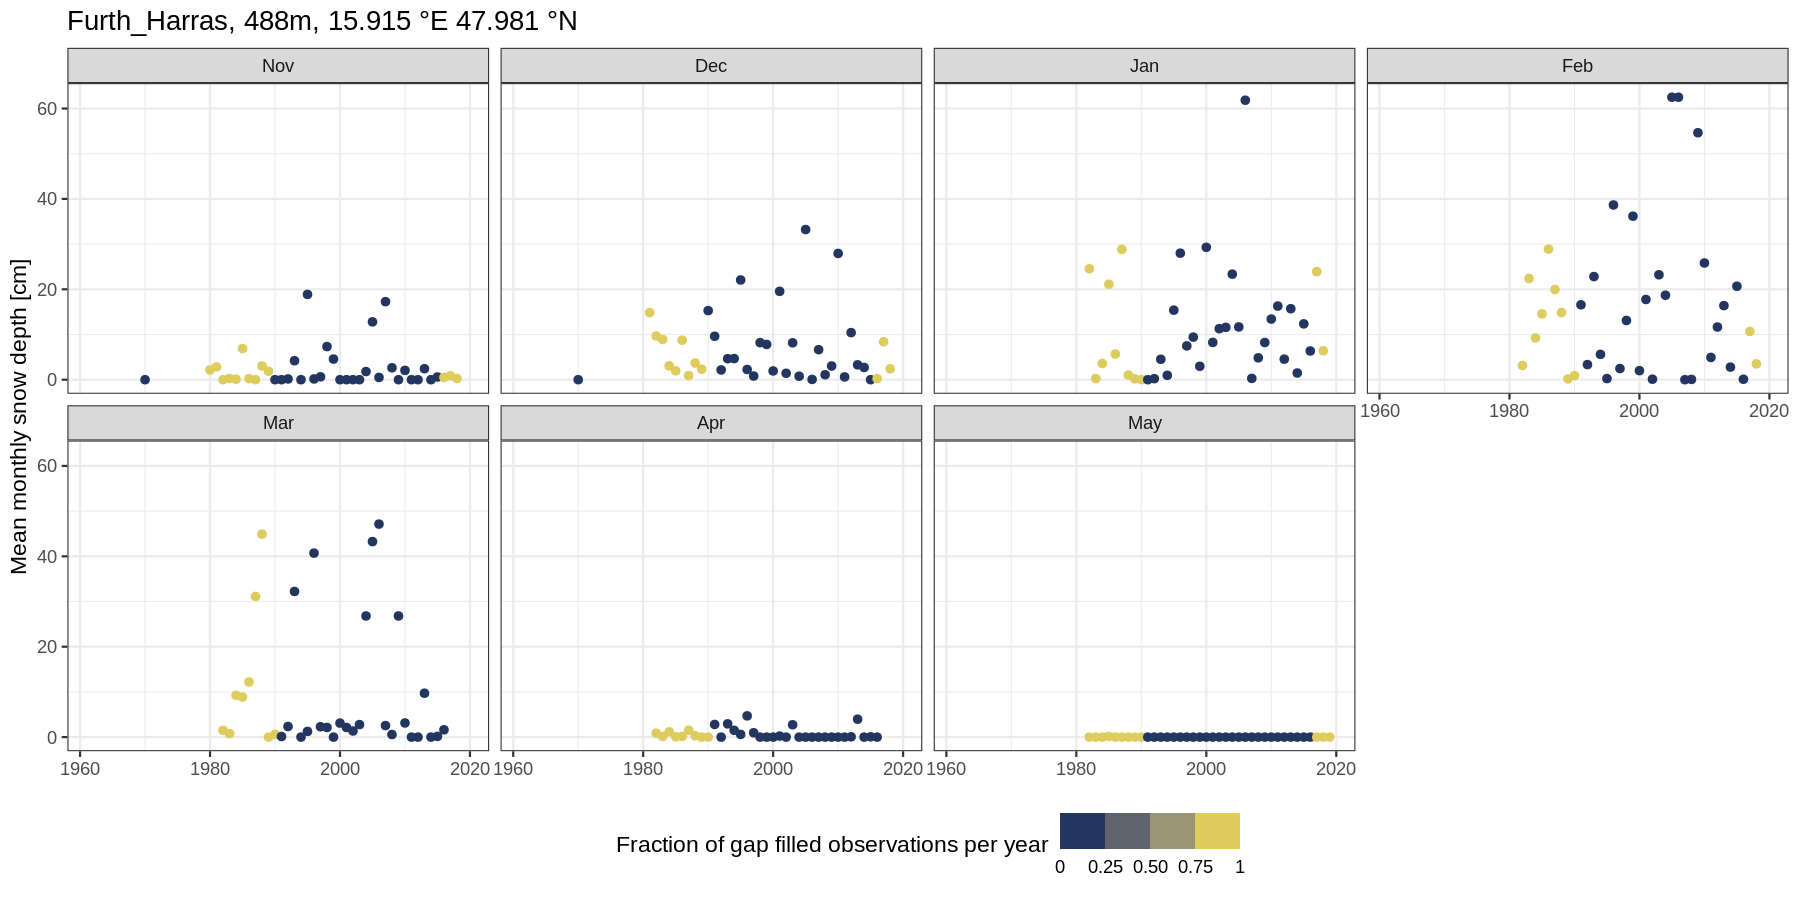 Furth_Harras, 488m, 15.915 °E 47.981 °N
Nov Dec Jan Feb
60
40
20
0
1960 1980 2000 2020
Mar Apr May
60
40
20
0
1960 1980 2000 2020 1960 1980 2000 2020 1960 1980 2000 2020
Mean monthly snow depth [cm]
Fraction of gap filled observations per year
0 0.25 0.50 0.75 1